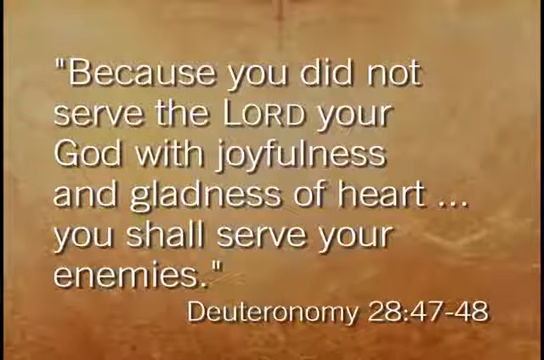 "Because you did not
serve the LORD your
God with joyfulness
and gladness of heart ...
you shall serve your
enemies."
Deuteronomy 28:47-48